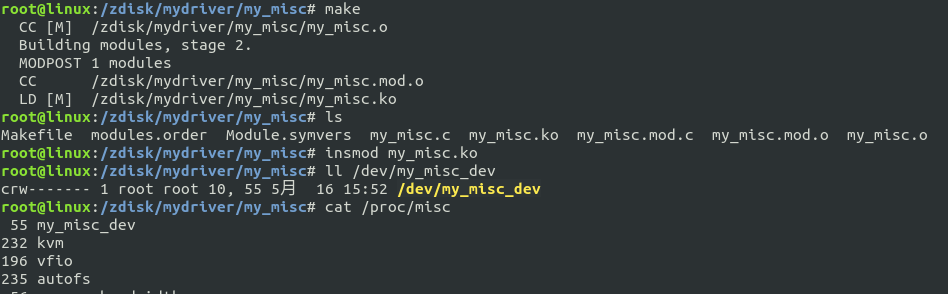 root@linux:/zdisk/mydriver/my_misc# make
  CC [M]  /zdisk/mydriver/my_misc/my_misc.o
  Building modules, stage 2.
  MODPOST 1 modules
  CC      /zdisk/mydriver/my_misc/my_misc.mod.o
  LD [M]  /zdisk/mydriver/my_misc/my_misc.ko
root@linux:/zdisk/mydriver/my_misc# ls
Makefile  modules.order  Module.symvers  my_misc.c  my_misc.ko  my_misc.mod.c  my_misc.mod.o  my_misc.o
root@linux:/zdisk/mydriver/my_misc# insmod my_misc.ko
root@linux:/zdisk/mydriver/my_misc# ll /dev/my_misc_dev
crw------- 1 root root 10, 55 5月  16 15:52 /dev/my_misc_dev
root@linux:/zdisk/mydriver/my_misc# cat /proc/misc
 55 my_misc_dev
232 kvm
196 vfio
235 autofs